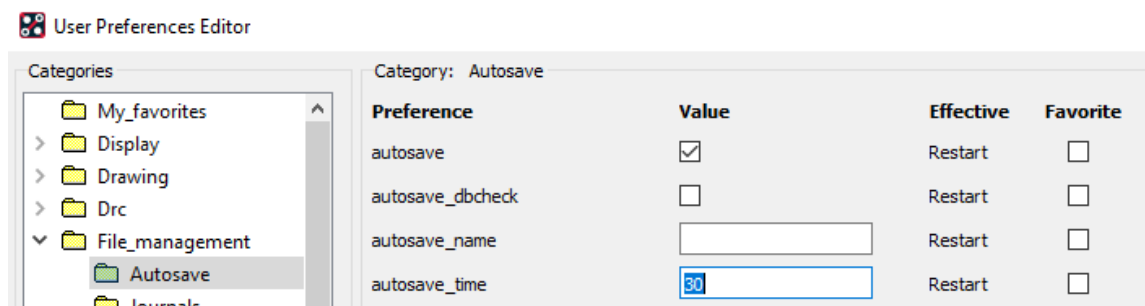 User Preferences Editor
Categories
My_favorites
Display
Drawing
Drc
File_management
Autosave
Journals
Category: Autosave
Preference Value Effective Favorite
autosave Restart
autosave_dbcheck Restart
autosave_name Restart
autosave_time 30 Restart